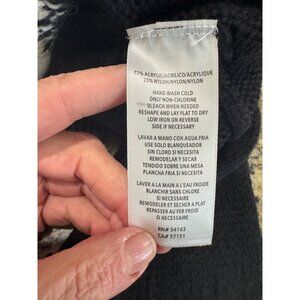 77% ACRYLIC/ACRILICO/ACRYLIQUE
23% NYLON/NYLON/NYLON
HAND WASH COLD
ONLY NON-CHLORINE
BLEACH WHEN NEEDED
RESHAPE AND LAY FLAT TO DRY
LOW IRON ON REVERSE
SIDE IF NECESSARY
LAVAR A MANO CON AGUA FRIA
USE SOLO BLANQUEADOR
SIN CLORO SI NECESITA
REMODELAR Y SECAR
TENDIDO SOBRE UNA MESA
PLANCHA FRIA SI NECESITA
LAVER A LA MAIN A L'EAU FROIDE
BLANCHIR SANS CHLORE
SI NECESSAIRE
REMODELER ET SECHER A PLAT
REPASSER AU FER FROID
SI NECESSAIRE
RN# 54163
CA# 57151